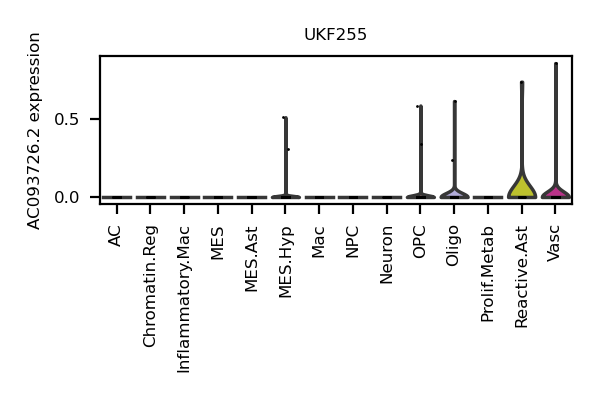 UKF255
AC093726.2 expression
0.5
0.0
AC
Chromatin.Reg
Inflammatory.Mac
MES
MES.Ast
MES.Hyp
Mac
NPC
Neuron
OPC
Oligo
Prolif.Metab
Reactive.Ast
Vasc